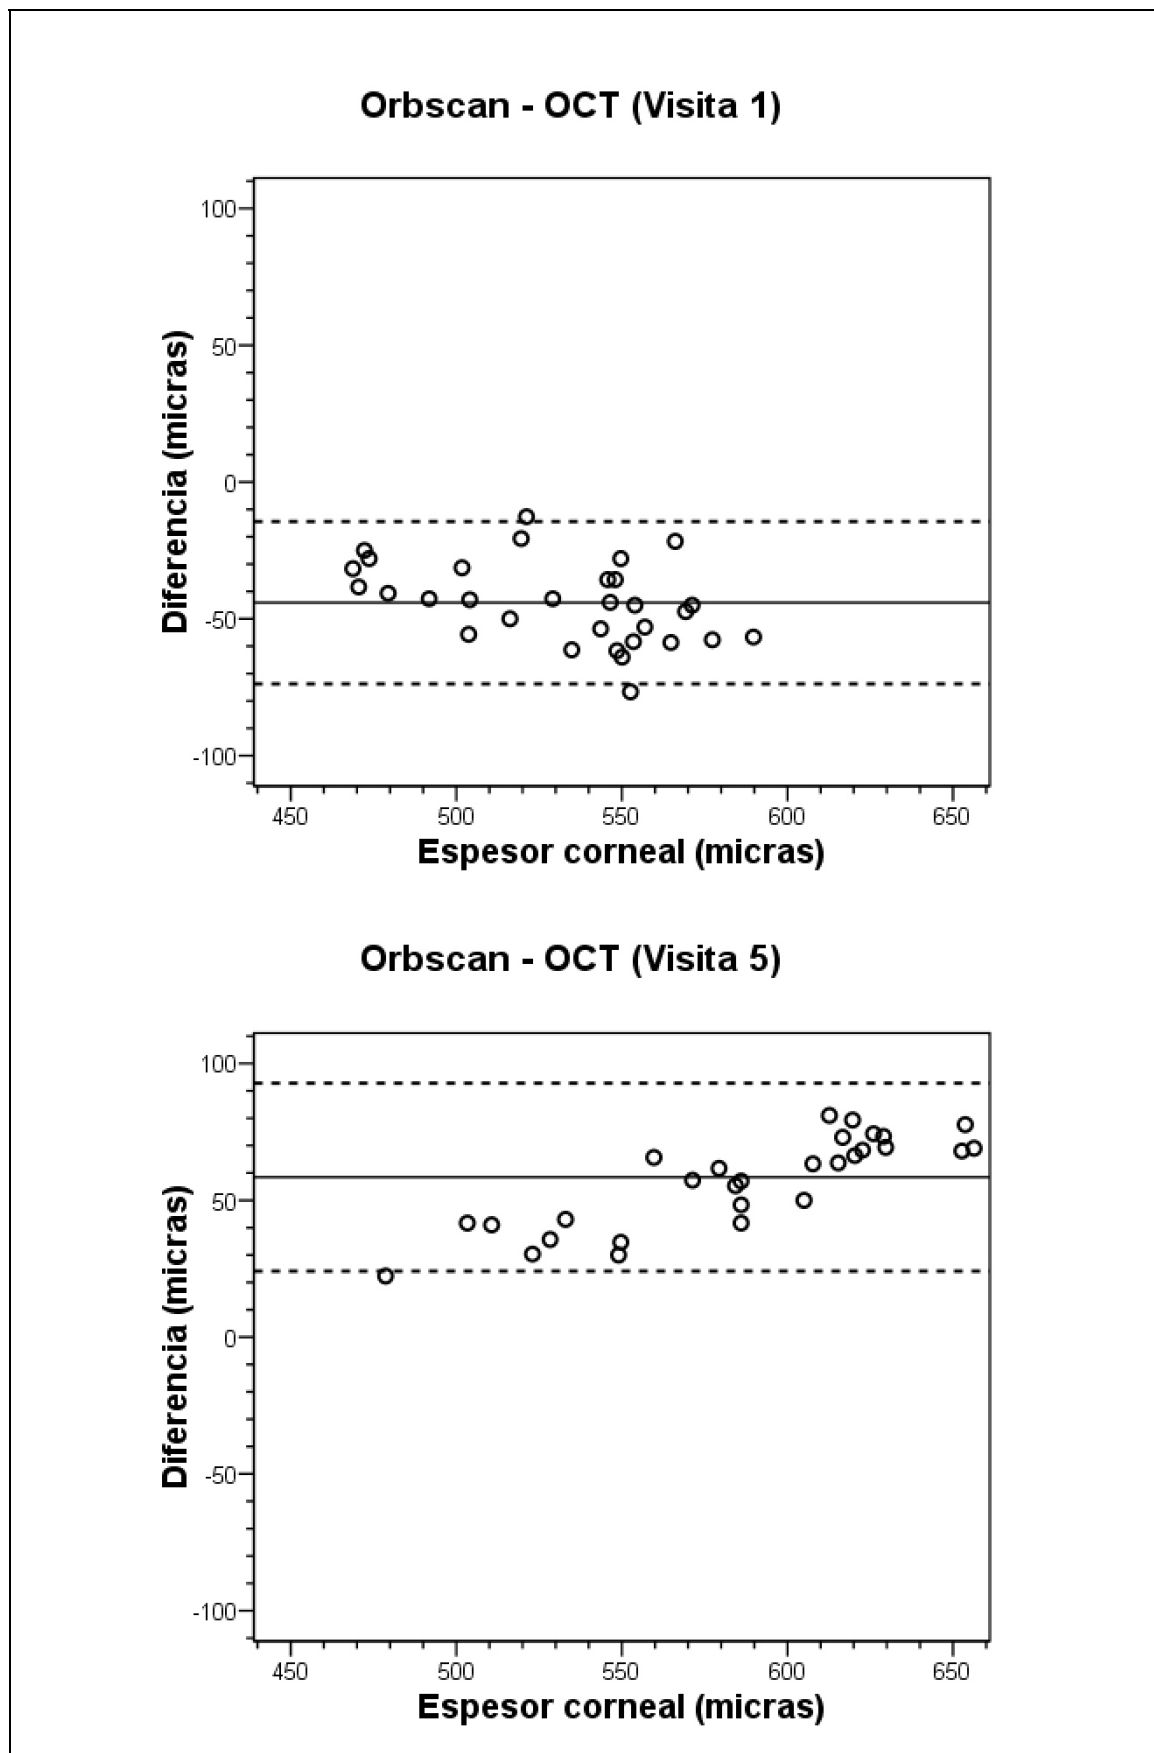 Orbscan - OCT (Visita 1)
100
50
0
-50
-100
Diferencia (micras)
450 500 550 600 650
Espesor corneal (micras)
Orbscan - OCT (Visita 5)
100
50
0
-50
-100
Diferencia (micras)
450 500 550 600 650
Espesor corneal (micras)